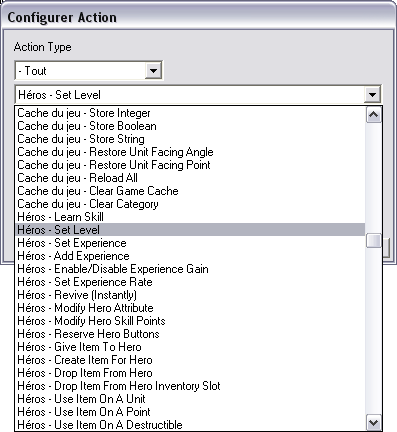 Configurer Action
Action Type
- Tout
Héros - Set Level
Cache du jeu - Store Integer
Cache du jeu - Store Boolean
Cache du jeu - Store String
Cache du jeu - Restore Unit Facing Angle
Cache du jeu - Restore Unit Facing Point
Cache du jeu - Reload All
Cache du jeu - Clear Game Cache
Cache du jeu - Clear Category
Héros - Learn Skill
Héros - Set Level
Héros - Set Experience
Héros - Add Experience
Héros - Enable/Disable Experience Gain
Héros - Set Experience Rate
Héros - Revive (Instantly)
Héros - Modify Hero Attribute
Héros - Modify Hero Skill Points
Héros - Reserve Hero Buttons
Héros - Give Item To Hero
Héros - Create Item For Hero
Héros - Drop Item From Hero
Héros - Drop Item From Hero Inventory Slot
Héros - Use Item On A Unit
Héros - Use Item On A Point
Héros - Use Item On A Destructible